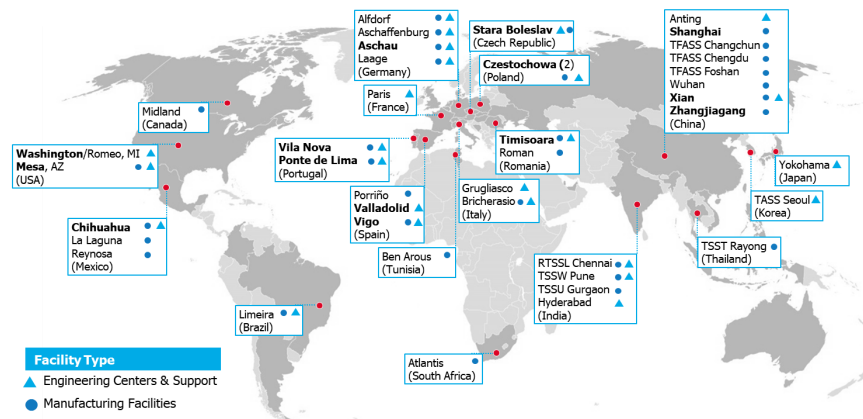 Alfdorf
Aschaffenburg
Aschau
Laage
(Germany)
Stara Boleslav
(Czech Republic)
Czestochowa (2)
(Poland)
Anting
Shanghai
TFASS Changchun
TFASS Chengdu
TFASS Foshan
Wuhan
Xian
Zhangjiagang
(China)
Paris
(France)
Midland
(Canada)
Washington/Romeo, MI
Mesa, AZ
(USA)
Vila Nova
Ponte de Lima
(Portugal)
Timisoara
Roman
(Romania)
Yokohama
(Japan)
Porriño
Valladolid
Vigo
(Spain)
Grugliasco
Bricherasio
(Italy)
TASS Seoul
(Korea)
Chihuahua
La Laguna
Reynosa
(Mexico)
Ben Arous
(Tunisia)
RTSSL Chennai
TSSW Pune
TSSU Gurgaon
Hyderabad
(India)
TSST Rayong
(Thailand)
Limeira
(Brazil)
Atlantis
(South Africa)
Facility Type
Engineering Centers & Support
Manufacturing Facilities